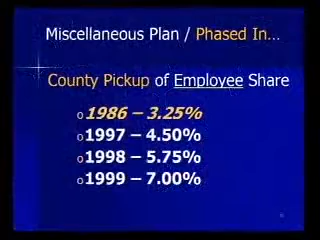 Miscellaneous Plan / Phased In…
County Pickup of Employee Share
o 1986 – 3.25%
o 1997 – 4.50%
o 1998 – 5.75%
o 1999 – 7.00%